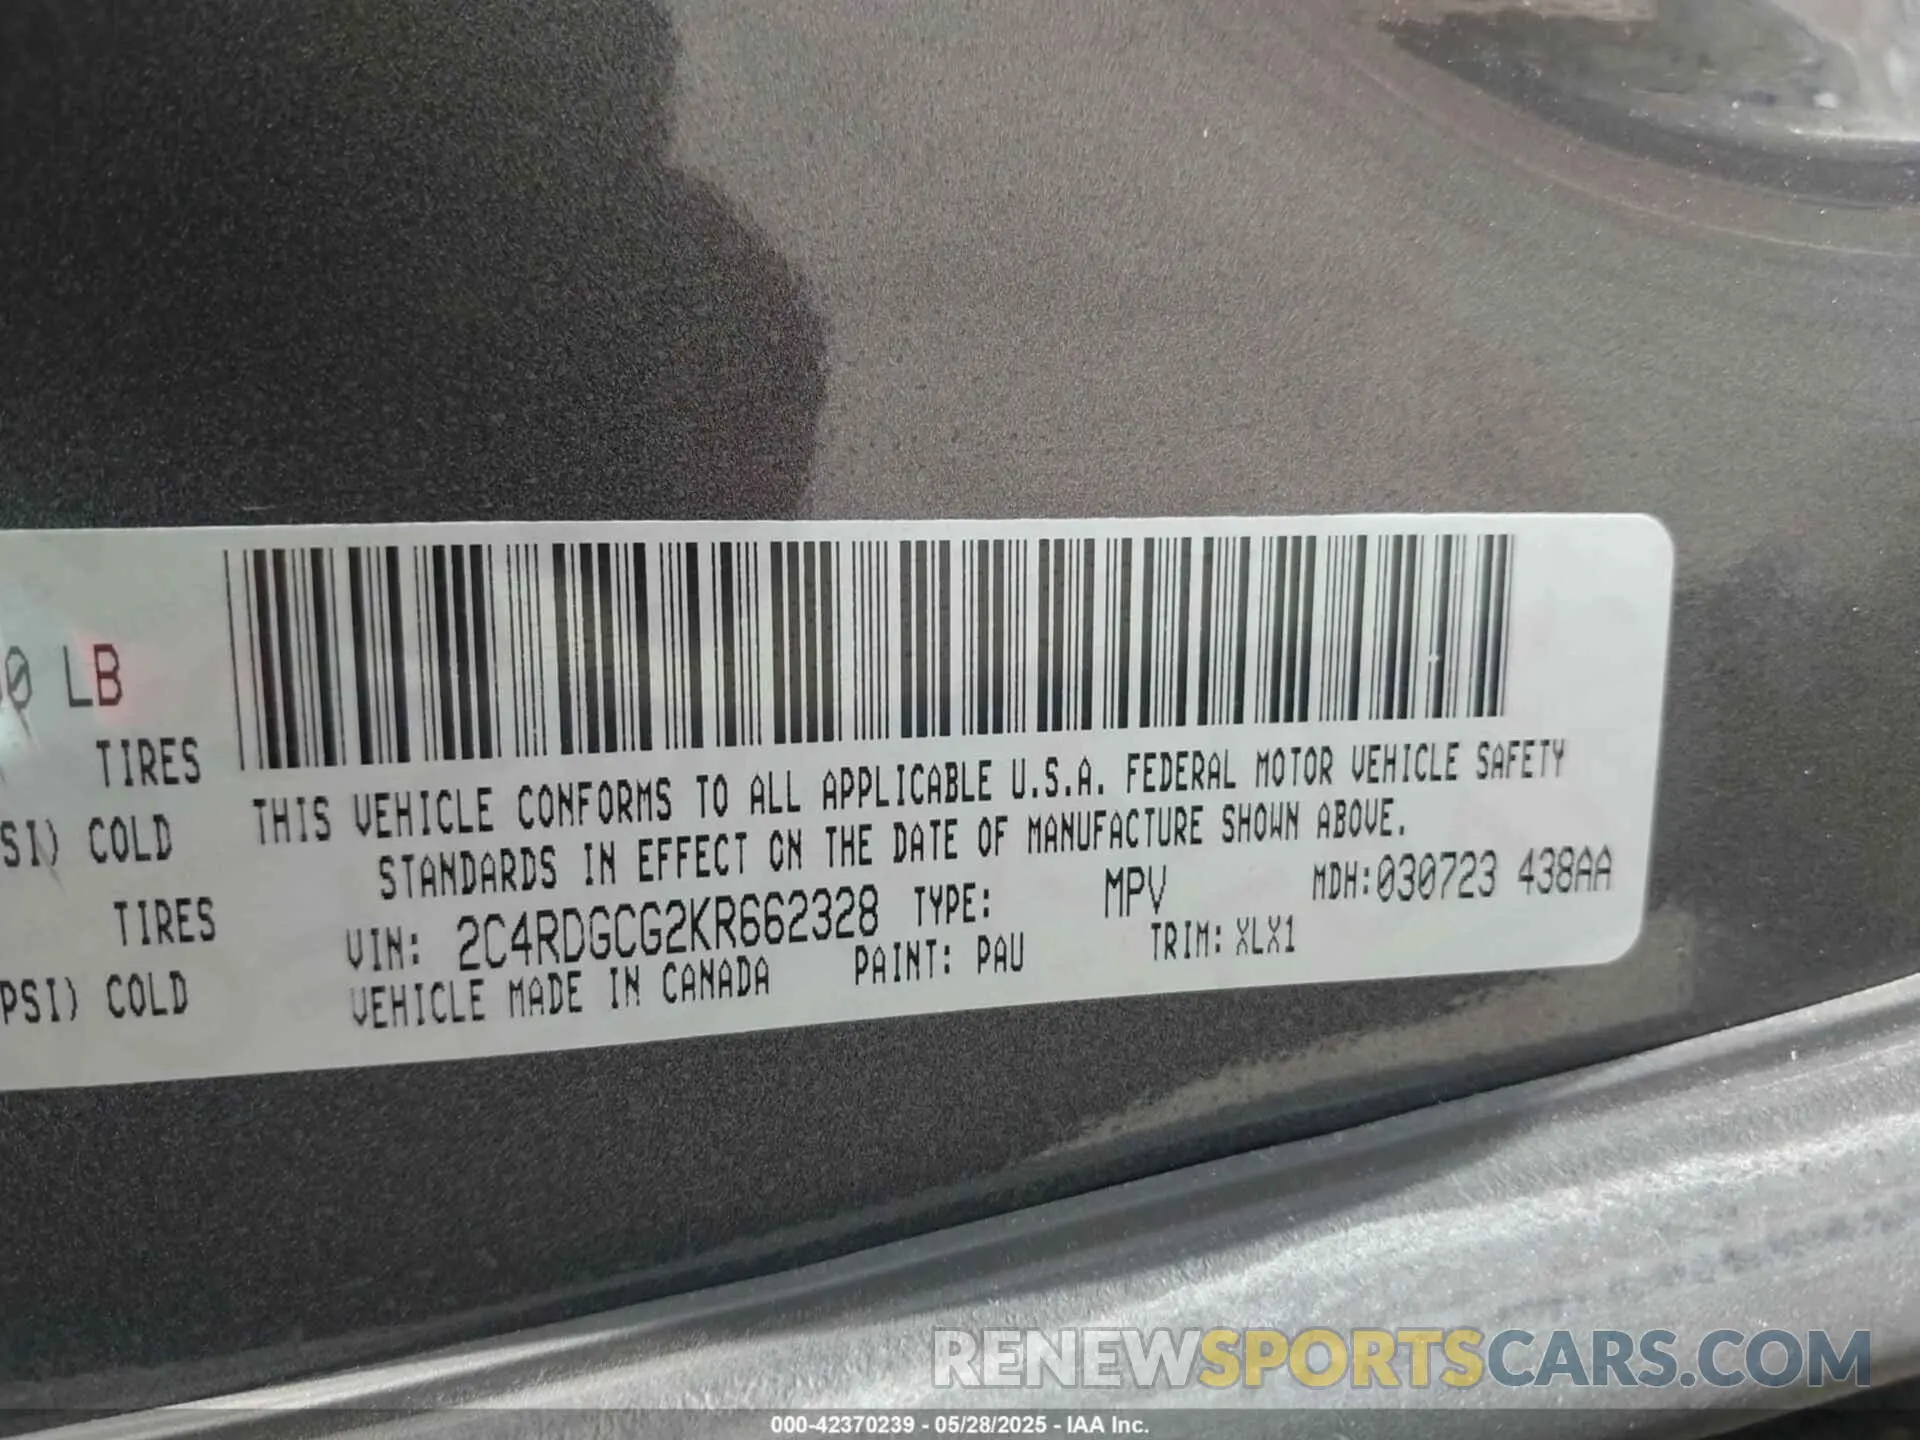 0 LB
TIRES
SI) COLD
TIRES
PSI) COLD
THIS VEHICLE CONFORMS TO ALL APPLICABLE U.S.A. FEDERAL MOTOR VEHICLE SAFETY
STANDARDS IN EFFECT ON THE DATE OF MANUFACTURE SHOWN ABOVE.
VIN: 2C4RDGCG2KR662328 TYPE: MPV MDH:030723 438AA
VEHICLE MADE IN CANADA PAINT: PAU TRIM: XLX1
RENEWSPORTSCARS.COM
000-42370239 - 05/28/2025 - IAA Inc.